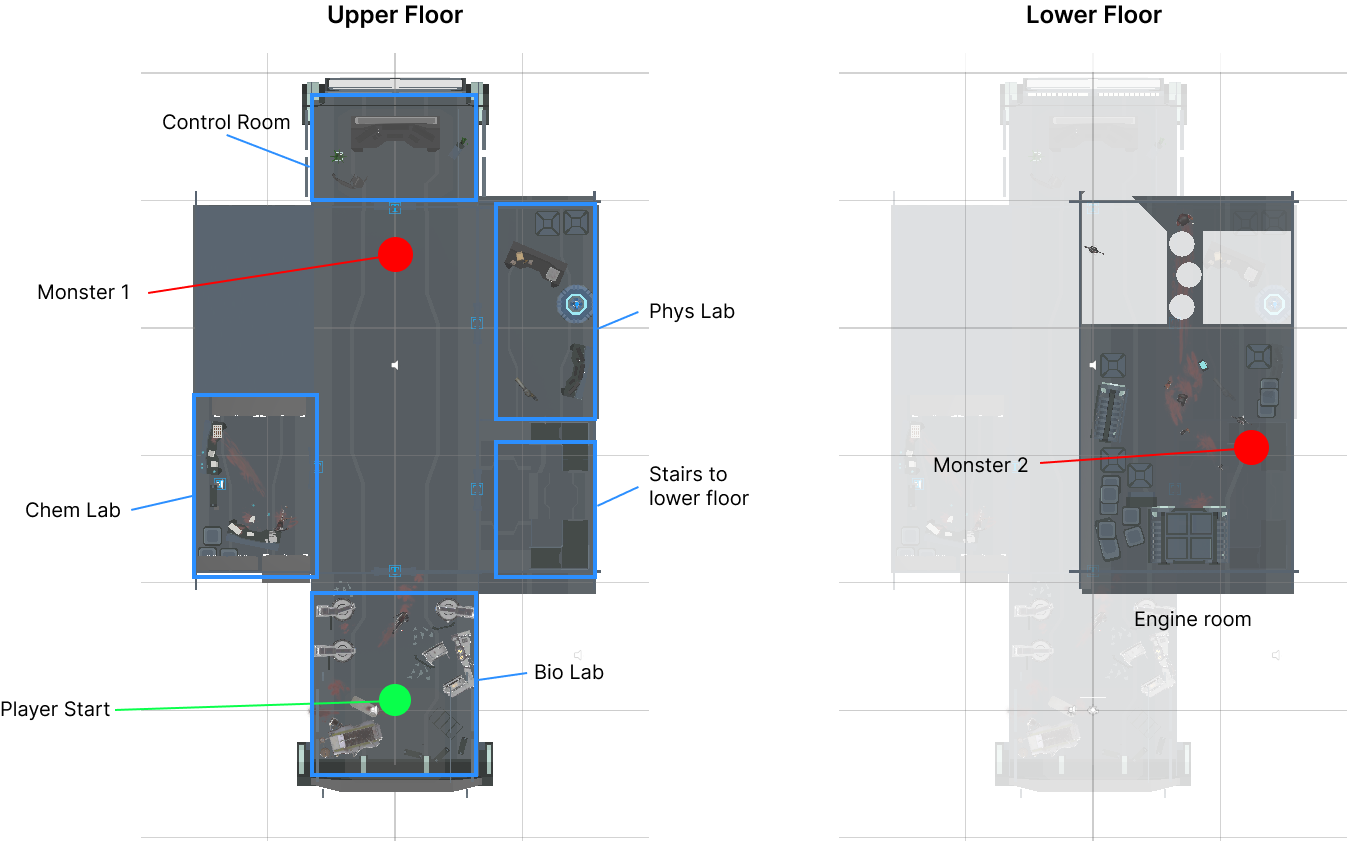 Upper Floor
Lower Floor
Control Room
Monster 1
Phys Lab
Monster 2
Stairs to
lower floor
Chem Lab
Engine room
Bio Lab
Player Start